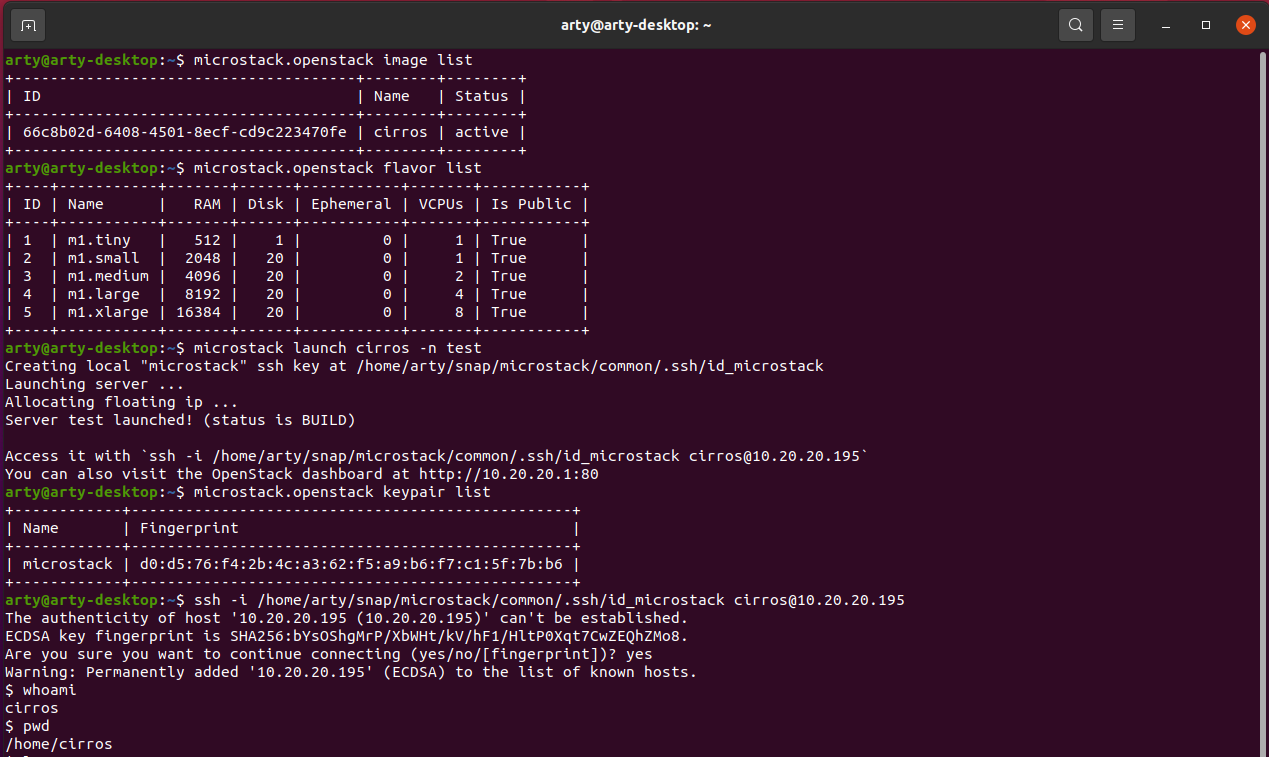 arty@arty-desktop: ~
arty@arty-desktop:~$ microstack.openstack image list
+--------------------------------------+--------+--------+
| ID                                   | Name   | Status |
+--------------------------------------+--------+--------+
| 66c8b02d-6408-4501-8ecf-cd9c223470fe | cirros | active |
+--------------------------------------+--------+--------+
arty@arty-desktop:~$ microstack.openstack flavor list
+----+-----------+-------+------+-----------+-------+-----------+
| ID | Name      |   RAM | Disk | Ephemeral | VCPUs | Is Public |
+----+-----------+-------+------+-----------+-------+-----------+
| 1  | m1.tiny   |   512 |    1 |         0 |     1 | True      |
| 2  | m1.small  |  2048 |   20 |         0 |     1 | True      |
| 3  | m1.medium |  4096 |   20 |         0 |     2 | True      |
| 4  | m1.large  |  8192 |   20 |         0 |     4 | True      |
| 5  | m1.xlarge | 16384 |   20 |         0 |     8 | True      |
+----+-----------+-------+------+-----------+-------+-----------+
arty@arty-desktop:~$ microstack launch cirros -n test
Creating local "microstack" ssh key at /home/arty/snap/microstack/common/.ssh/id_microstack
Launching server ...
Allocating floating ip ...
Server test launched! (status is BUILD)

Access it with `ssh -i /home/arty/snap/microstack/common/.ssh/id_microstack cirros@10.20.20.195`
You can also visit the OpenStack dashboard at http://10.20.20.1:80
arty@arty-desktop:~$ microstack.openstack keypair list
+------------+-------------------------------------------------+
| Name       | Fingerprint                                     |
+------------+-------------------------------------------------+
| microstack | d0:d5:76:f4:2b:4c:a3:62:f5:a9:b6:f7:c1:5f:7b:b6 |
+------------+-------------------------------------------------+
arty@arty-desktop:~$ ssh -i /home/arty/snap/microstack/common/.ssh/id_microstack cirros@10.20.20.195
The authenticity of host '10.20.20.195 (10.20.20.195)' can't be established.
ECDSA key fingerprint is SHA256:bYsOShgMrP/XbWHt/kV/hF1/HltP0Xqt7CwZEQhZMo8.
Are you sure you want to continue connecting (yes/no/[fingerprint])? yes
Warning: Permanently added '10.20.20.195' (ECDSA) to the list of known hosts.
$ whoami
cirros
$ pwd
/home/cirros